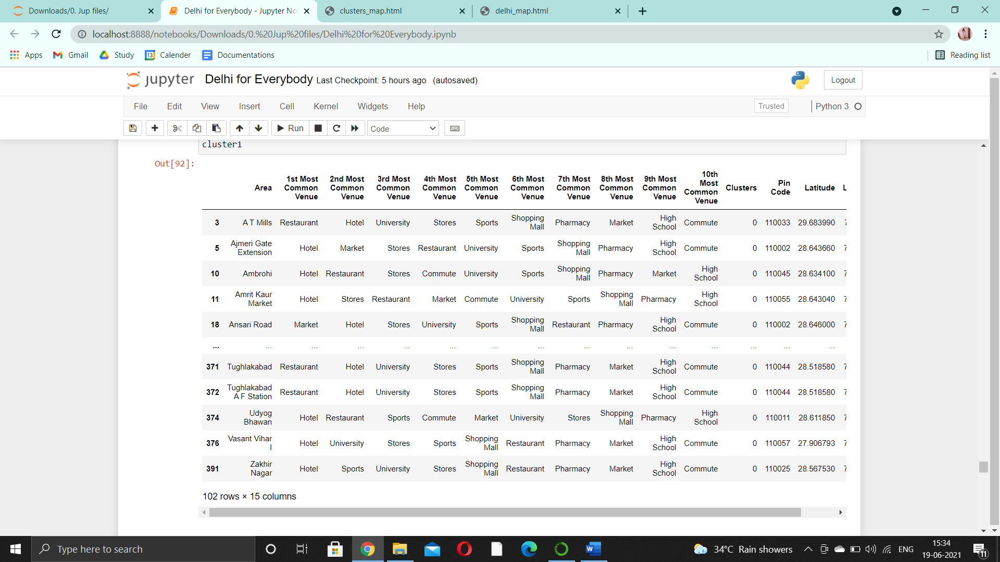 Downloads/0. Jup files/
Delhi for Everybody - Jupyter No
clusters_map.html
delhi_map.html
localhost:8888/notebooks/Downloads/0.%20Jup%20files/Delhi%20for%20Everybody.ipynb
Apps Gmail Study 13 Calender Documentations Reading list
jupyter Delhi for Everybody Last Checkpoint: 5 hours ago (autosaved) Logout
File Edit View Insert Cell Kernel Widgets Help Trusted Python 3
Run Code
cluster1
Out[92]:
Area 1st Most Common Venue 2nd Most Common Venue 3rd Most Common Venue 4th Most Common Venue 5th Most Common Venue 6th Most Common Venue 7th Most Common Venue 8th Most Common Venue 9th Most Common Venue 10th Most Common Venue Clusters Pin Code Latitude L
3 A T Mills Restaurant Hotel University Stores Sports Shopping Mall Pharmacy Market High School Commute 0 110033 29.683990 7
5 Ajmeri Gate Extension Hotel Market Stores Restaurant University Sports Shopping Mall Pharmacy High School Commute 0 110002 28.643660 7
10 Ambrohi Hotel Restaurant Stores Commute University Sports Shopping Mall Pharmacy Market High School 0 110045 28.634100 7
11 Amrit Kaur Market Hotel Stores Restaurant Market Commute University Sports Shopping Mall Pharmacy High School 0 110055 28.643040 7
18 Ansari Road Market Hotel Stores University Sports Shopping Mall Restaurant Pharmacy High School Commute 0 110002 28.646000 7
... ... ... ... ... ... ... ... ... ... ... ... ... ... ...
371 Tughlakabad Restaurant Hotel University Stores Sports Shopping Mall Pharmacy Market High School Commute 0 110044 28.518580 7
372 Tughlakabad A F Station Restaurant Hotel University Stores Sports Shopping Mall Pharmacy Market High School Commute 0 110044 28.518580 7
374 Udyog Bhawan Hotel Restaurant Sports Commute Market University Stores Shopping Mall Pharmacy High School 0 110011 28.611850 7
376 Vasant Vihar I Hotel University Stores Sports Shopping Mall Restaurant Pharmacy Market High School Commute 0 110057 27.906793 7
391 Zakhir Nagar Hotel Sports University Stores Shopping Mall Restaurant Pharmacy Market High School Commute 0 110025 28.567530 7
102 rows × 15 columns
Type here to search
W
34°C Rain showers
ENG
15:34
19-06-2021
11